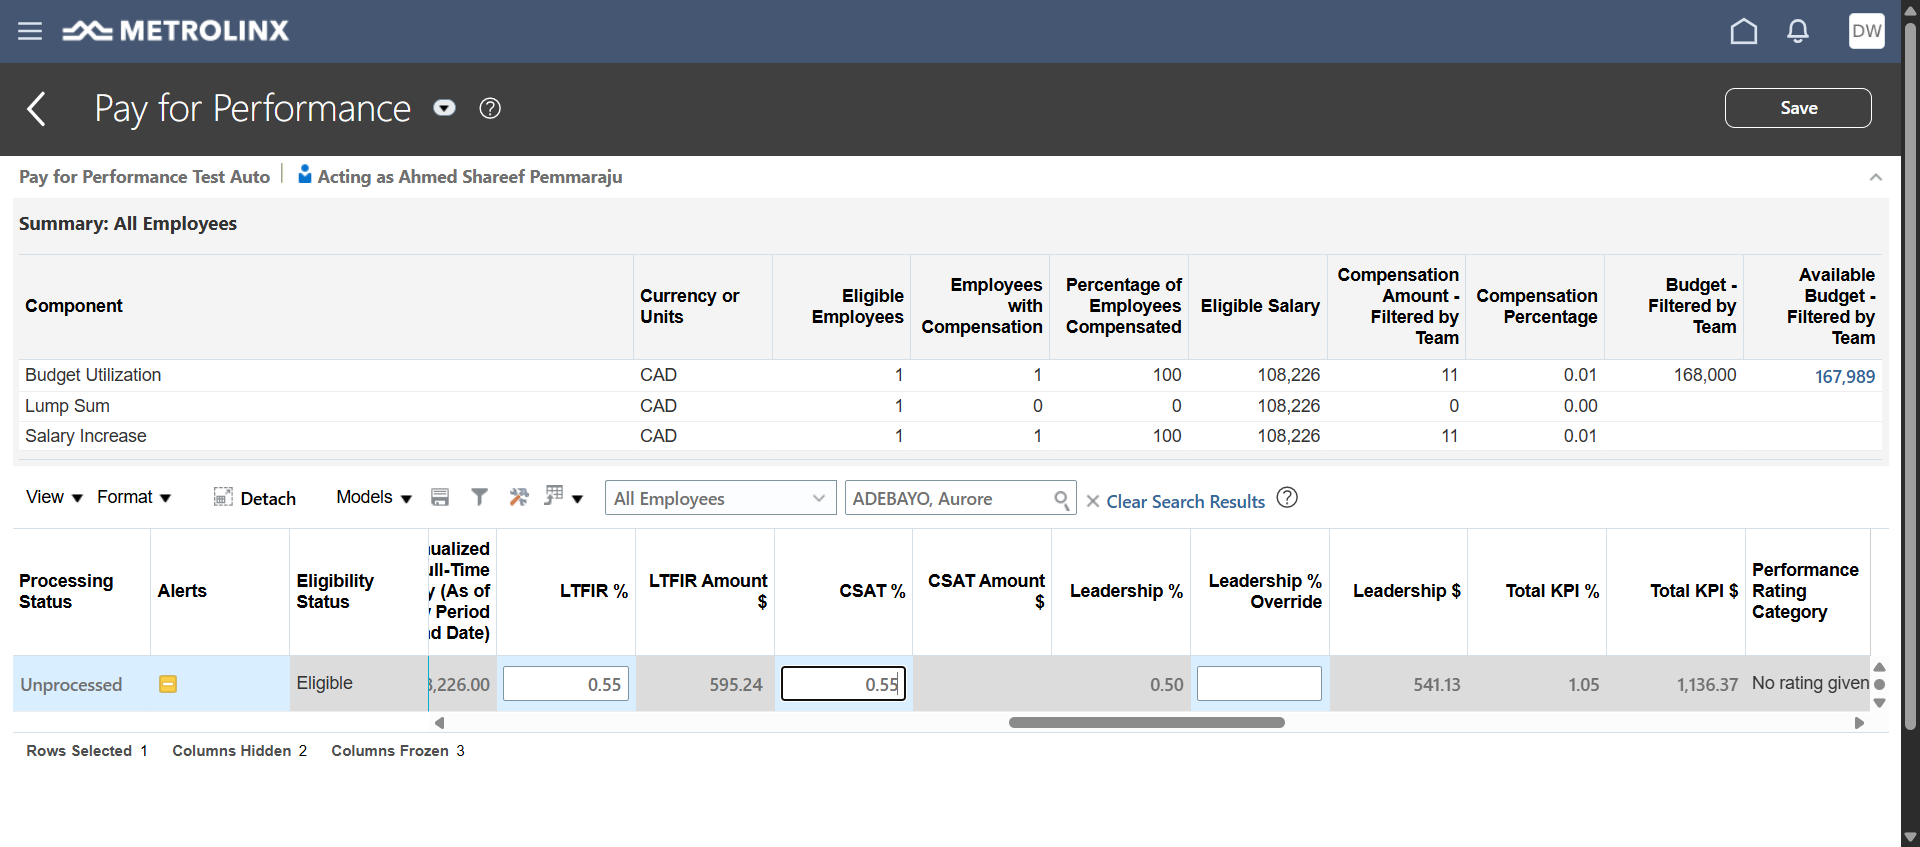 METROLINX
DW
Pay for Performance
Save
Pay for Performance Test Auto
Acting as Ahmed Shareef Pemmaraju
Summary: All Employees
Component
Currency or
Units
Eligible
Employees
Employees
with
Compensation
Percentage of
Employees
Compensated
Eligible Salary
Compensation
Amount -
Filtered by
Team
Compensation
Percentage
Budget -
Filtered by
Team
Available
Budget -
Filtered by
Team
Budget Utilization CAD 1 1 100 108,226 11 0.01 168,000 167,989
Lump Sum CAD 1 0 0 108,226 0 0.00
Salary Increase CAD 1 1 100 108,226 11 0.01
View Format Detach Models All Employees ADEBAYO, Aurore Clear Search Results
Processing
Status
Alerts
Eligibility
Status
ualized
ll-Time
y (As of
Period
d Date)
LTFIR %
LTFIR Amount
$
CSAT %
CSAT Amount
$
Leadership %
Leadership %
Override
Leadership $
Total KPI %
Total KPI $
Performance
Rating
Category
Unprocessed Eligible 3,226.00 0.55 595.24 0.55 0.50 541.13 1.05 1,136.37 No rating given
Rows Selected 1 Columns Hidden 2 Columns Frozen 3